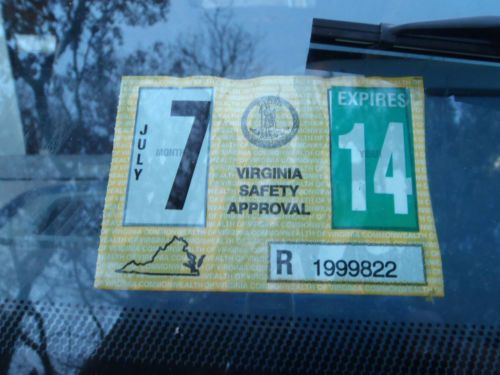 JULY
MONTH
7
EXPIRES
14
VIRGINIA
SAFETY
APPROVAL
R 1999822